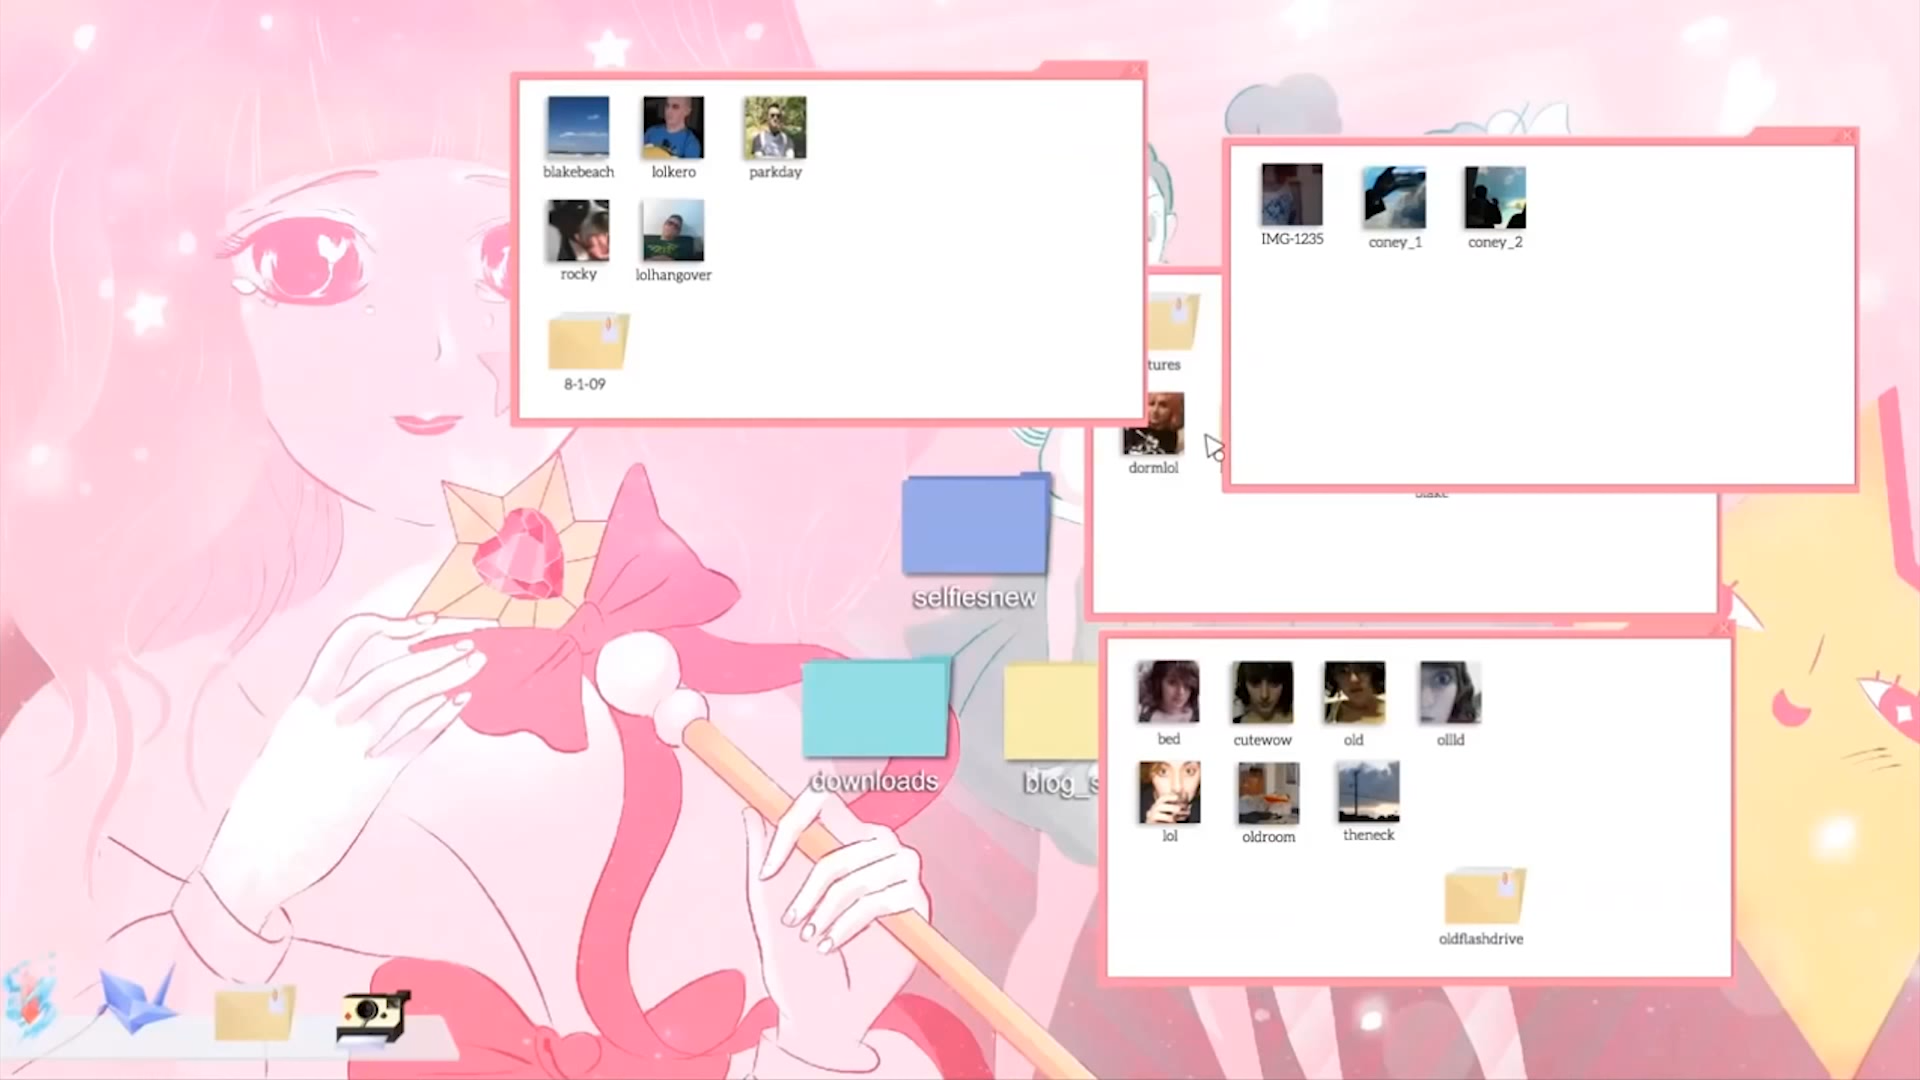 blakebeach
lolkero
parkday
rocky
lolhangover
8-1-09
IMG-1235
coney_1
coney_2
tures
dormlol
selfiesnew
downloads
blog_s
bed
cutewow
old
ollld
lol
oldroom
theneck
oldflashdrive